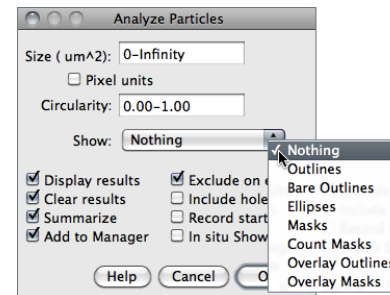 Analyze Particles
Size ( um^2): 0-Infinity
Pixel units
Circularity: 0.00-1.00
Show: Nothing
Nothing
Outlines
Bare Outlines
Ellipses
Masks
Count Masks
Overlay Outlines
Overlay Masks
Display results Exclude on
Clear results Include hole
Summarize Record start
Add to Manager In situ Show
Help Cancel O